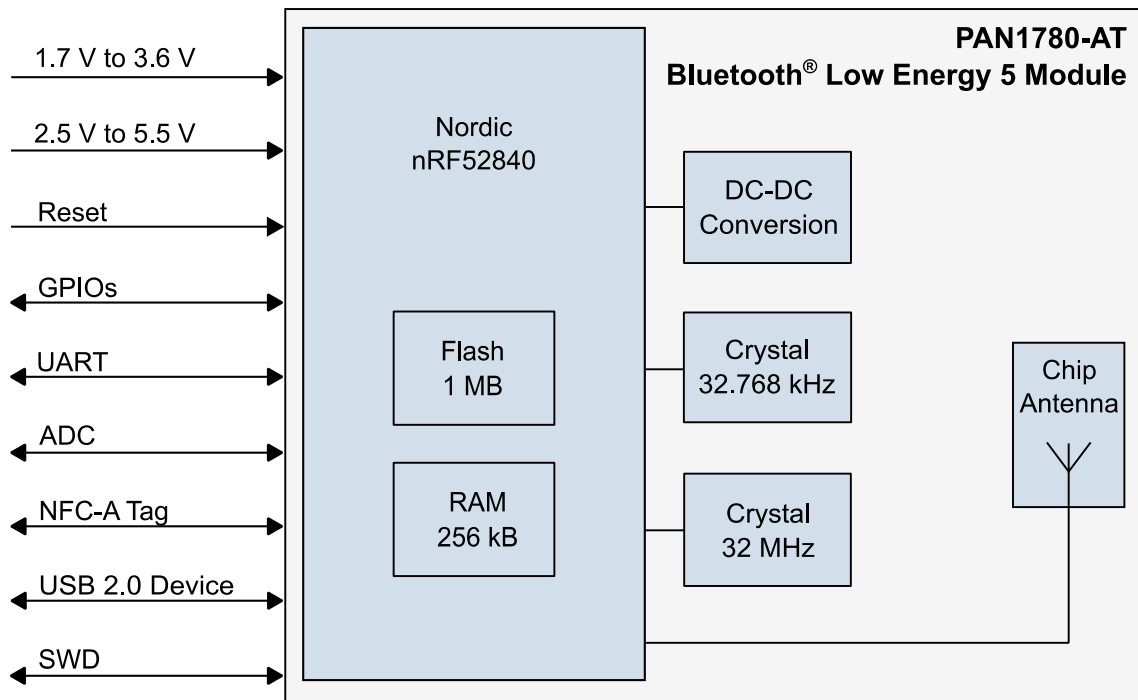 PAN1780-AT
Bluetooth® Low Energy 5 Module
1.7 V to 3.6 V
2.5 V to 5.5 V
Reset
GPIOs
UART
ADC
NFC-A Tag
USB 2.0 Device
SWD
Nordic
nRF52840
Flash
1 MB
RAM
256 kB
DC-DC
Conversion
Crystal
32.768 kHz
Crystal
32 MHz
Chip
Antenna